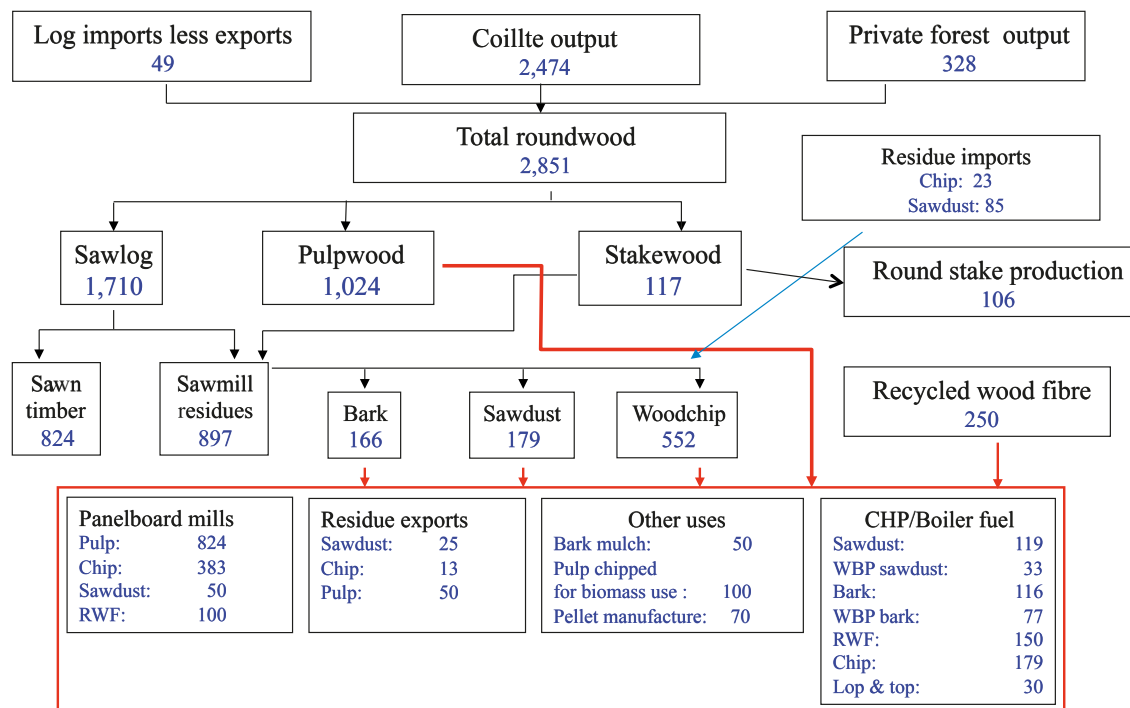 Log imports less exports
49
Coillte output
2,474
Private forest output
328
Total roundwood
2,851
Residue imports
Chip: 23
Sawdust: 85
Sawlog
1,710
Pulpwood
1,024
Stakewood
117
Round stake production
106
Sawn
timber
824
Sawmill
residues
897
Bark
166
Sawdust
179
Woodchip
552
Recycled wood fibre
250
Panelboard mills
Pulp: 824
Chip: 383
Sawdust: 50
RWF: 100
Residue exports
Sawdust: 25
Chip: 13
Pulp: 50
Other uses
Bark mulch: 50
Pulp chipped
for biomass use : 100
Pellet manufacture: 70
CHP/Boiler fuel
Sawdust: 119
WBP sawdust: 33
Bark: 116
WBP bark: 77
RWF: 150
Chip: 179
Lop & top: 30